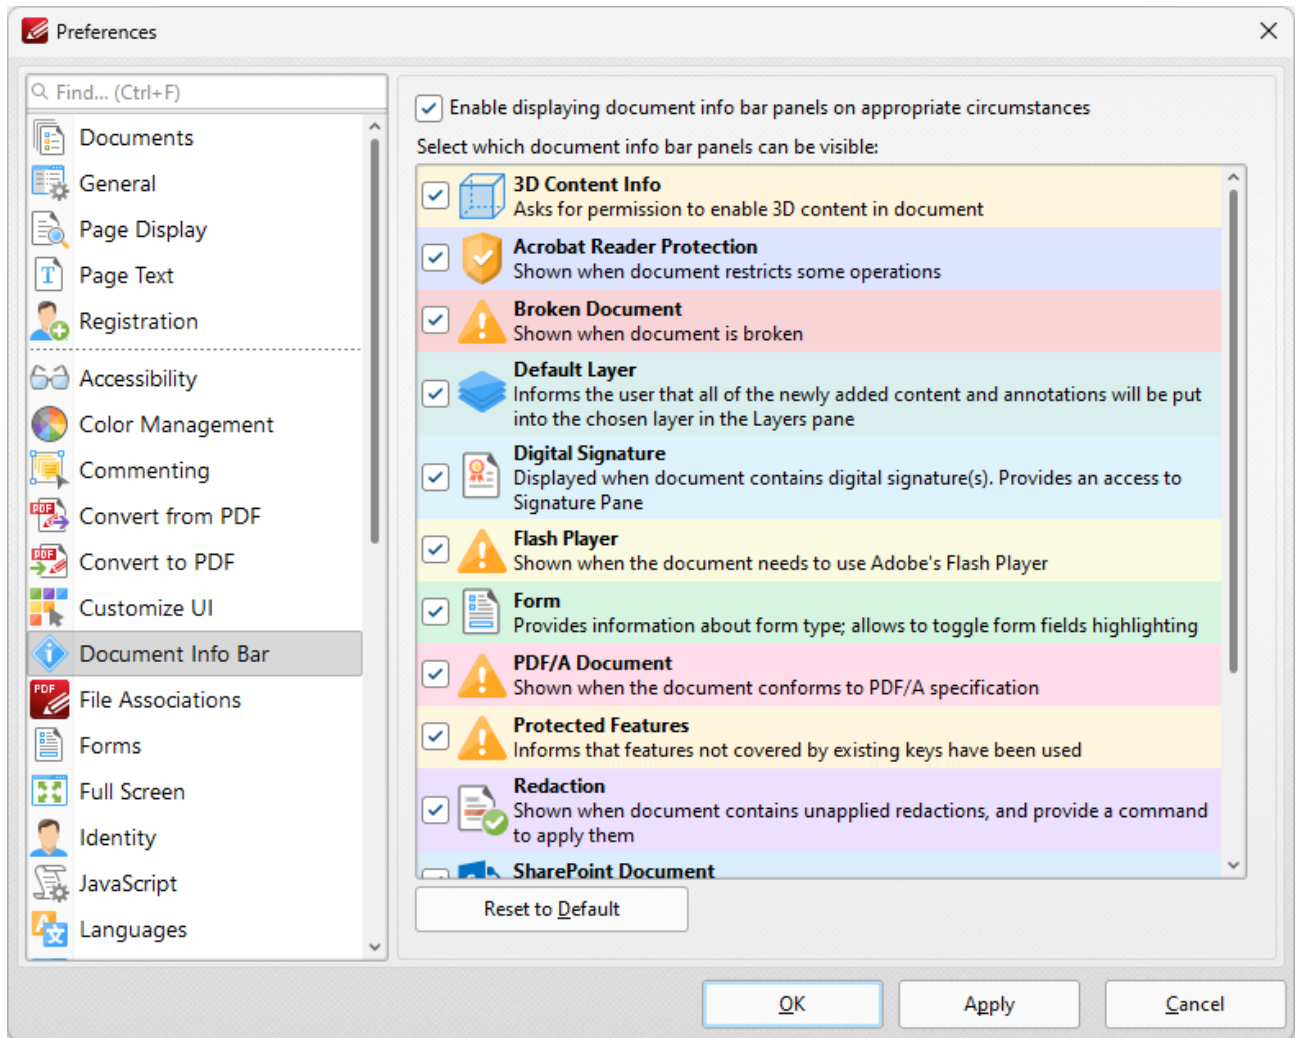 Preferences
Find... (Ctrl+F)
Documents
General
Page Display
Page Text
Registration
Accessibility
Color Management
Commenting
Convert from PDF
Convert to PDF
Customize UI
Document Info Bar
File Associations
Forms
Full Screen
Identity
JavaScript
Languages
Enable displaying document info bar panels on appropriate circumstances
Select which document info bar panels can be visible:
3D Content Info
Asks for permission to enable 3D content in document
Acrobat Reader Protection
Shown when document restricts some operations
Broken Document
Shown when document is broken
Default Layer
Informs the user that all of the newly added content and annotations will be put
into the chosen layer in the Layers pane
Digital Signature
Displayed when document contains digital signature(s). Provides an access to
Signature Pane
Flash Player
Shown when the document needs to use Adobe's Flash Player
Form
Provides information about form type; allows to toggle form fields highlighting
PDF/A Document
Shown when the document conforms to PDF/A specification
Protected Features
Informs that features not covered by existing keys have been used
Redaction
Shown when document contains unapplied redactions, and provide a command
to apply them
SharePoint Document
Reset to Default
OK
Apply
Cancel